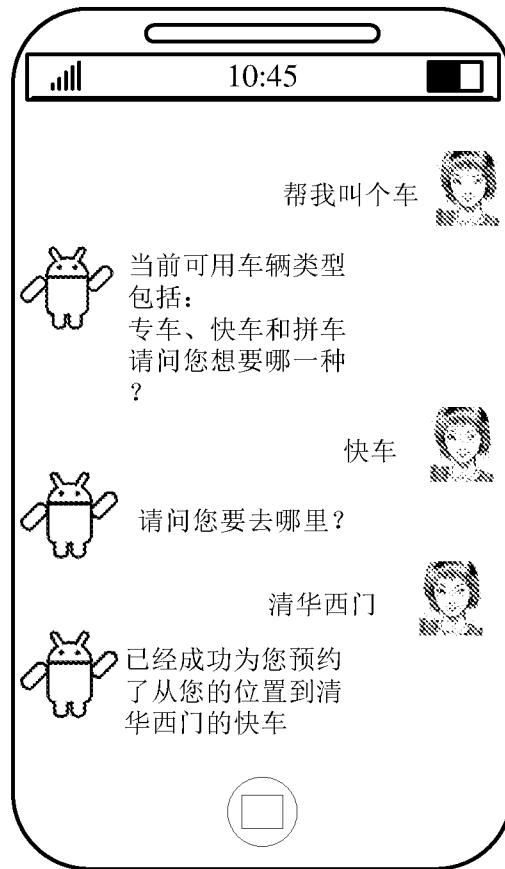 10:45
帮我叫个车
当前可用车辆类型
包括：
专车、快车和拼车
请问您想要哪一种
？
快车
请问您要去哪里？
清华西门
已经成功为您预约
了从您的位置到清
华西门的快车